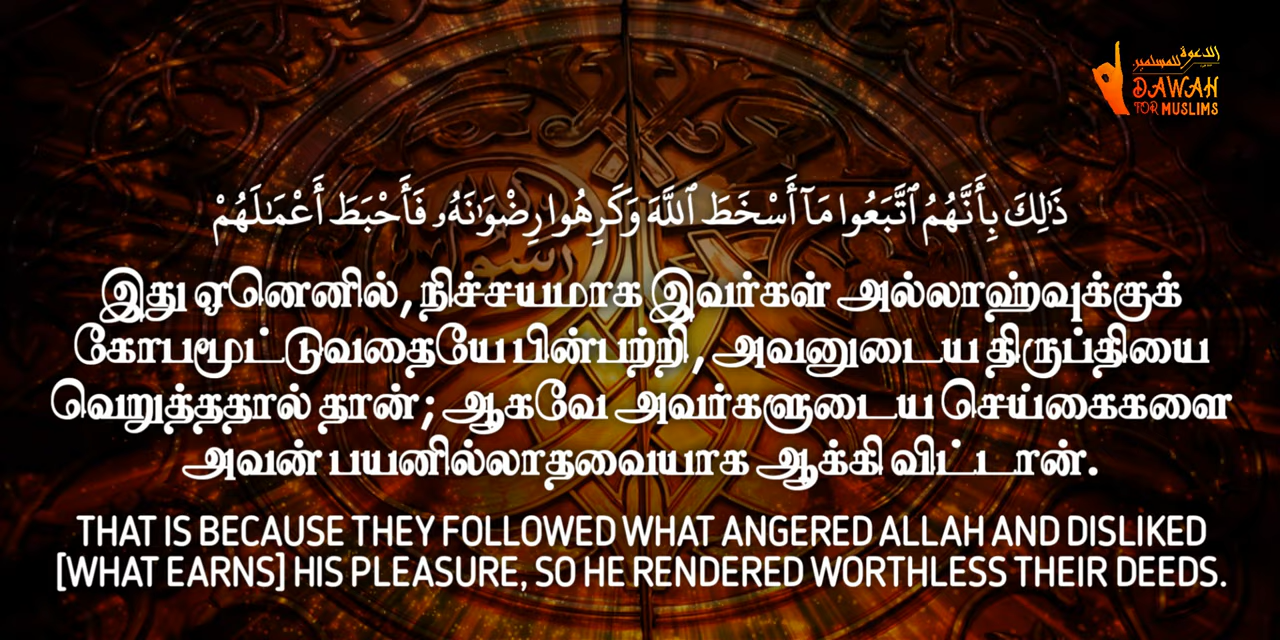 الدعوة للمسلمين
DAWAH
FOR MUSLIMS
ذَٰلِكَ بِأَنَّهُمُ ٱتَّبَعُوا مَآ أَسْخَطَ ٱللَّهَ وَكَرِهُوا رِضْوَٰنَهُۥ فَأَحْبَطَ أَعْمَـٰلَهُمْ
இது ஏனெனில், நிச்சயமாக இவர்கள் அல்லாஹ்வுக்குக்
கோபமூட்டுவதையே பின்பற்றி, அவனுடைய திருப்தியை
வெறுத்ததால் தான்; ஆகவே அவர்களுடைய செய்கைகளை
அவன் பயனில்லாதவையாக ஆக்கி விட்டான்.
THAT IS BECAUSE THEY FOLLOWED WHAT ANGERED ALLAH AND DISLIKED
[WHAT EARNS] HIS PLEASURE, SO HE RENDERED WORTHLESS THEIR DEEDS.